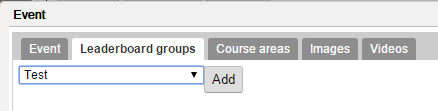 Event
Event Leaderboard groups Course areas Images Videos
Test Add